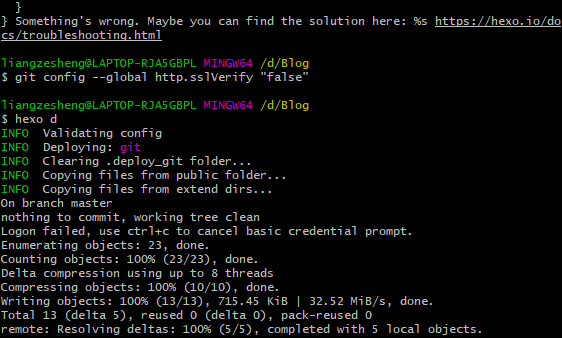 }
} Something's wrong. Maybe you can find the solution here: %s https://hexo.io/do
cs/troubleshooting.html
liangzesheng@LAPTOP-RJA5GBPL MINGW64 /d/Blog
$ git config --global http.sslVerify "false"
liangzesheng@LAPTOP-RJA5GBPL MINGW64 /d/Blog
$ hexo d
INFO  Validating config
INFO  Deploying: git
INFO  Clearing .deploy_git folder...
INFO  Copying files from public folder...
INFO  Copying files from extend dirs...
On branch master
nothing to commit, working tree clean
Logon failed, use ctrl+c to cancel basic credential prompt.
Enumerating objects: 23, done.
Counting objects: 100% (23/23), done.
Delta compression using up to 8 threads
Compressing objects: 100% (10/10), done.
Writing objects: 100% (13/13), 715.45 KiB | 32.52 MiB/s, done.
Total 13 (delta 5), reused 0 (delta 0), pack-reused 0
remote: Resolving deltas: 100% (5/5), completed with 5 local objects.